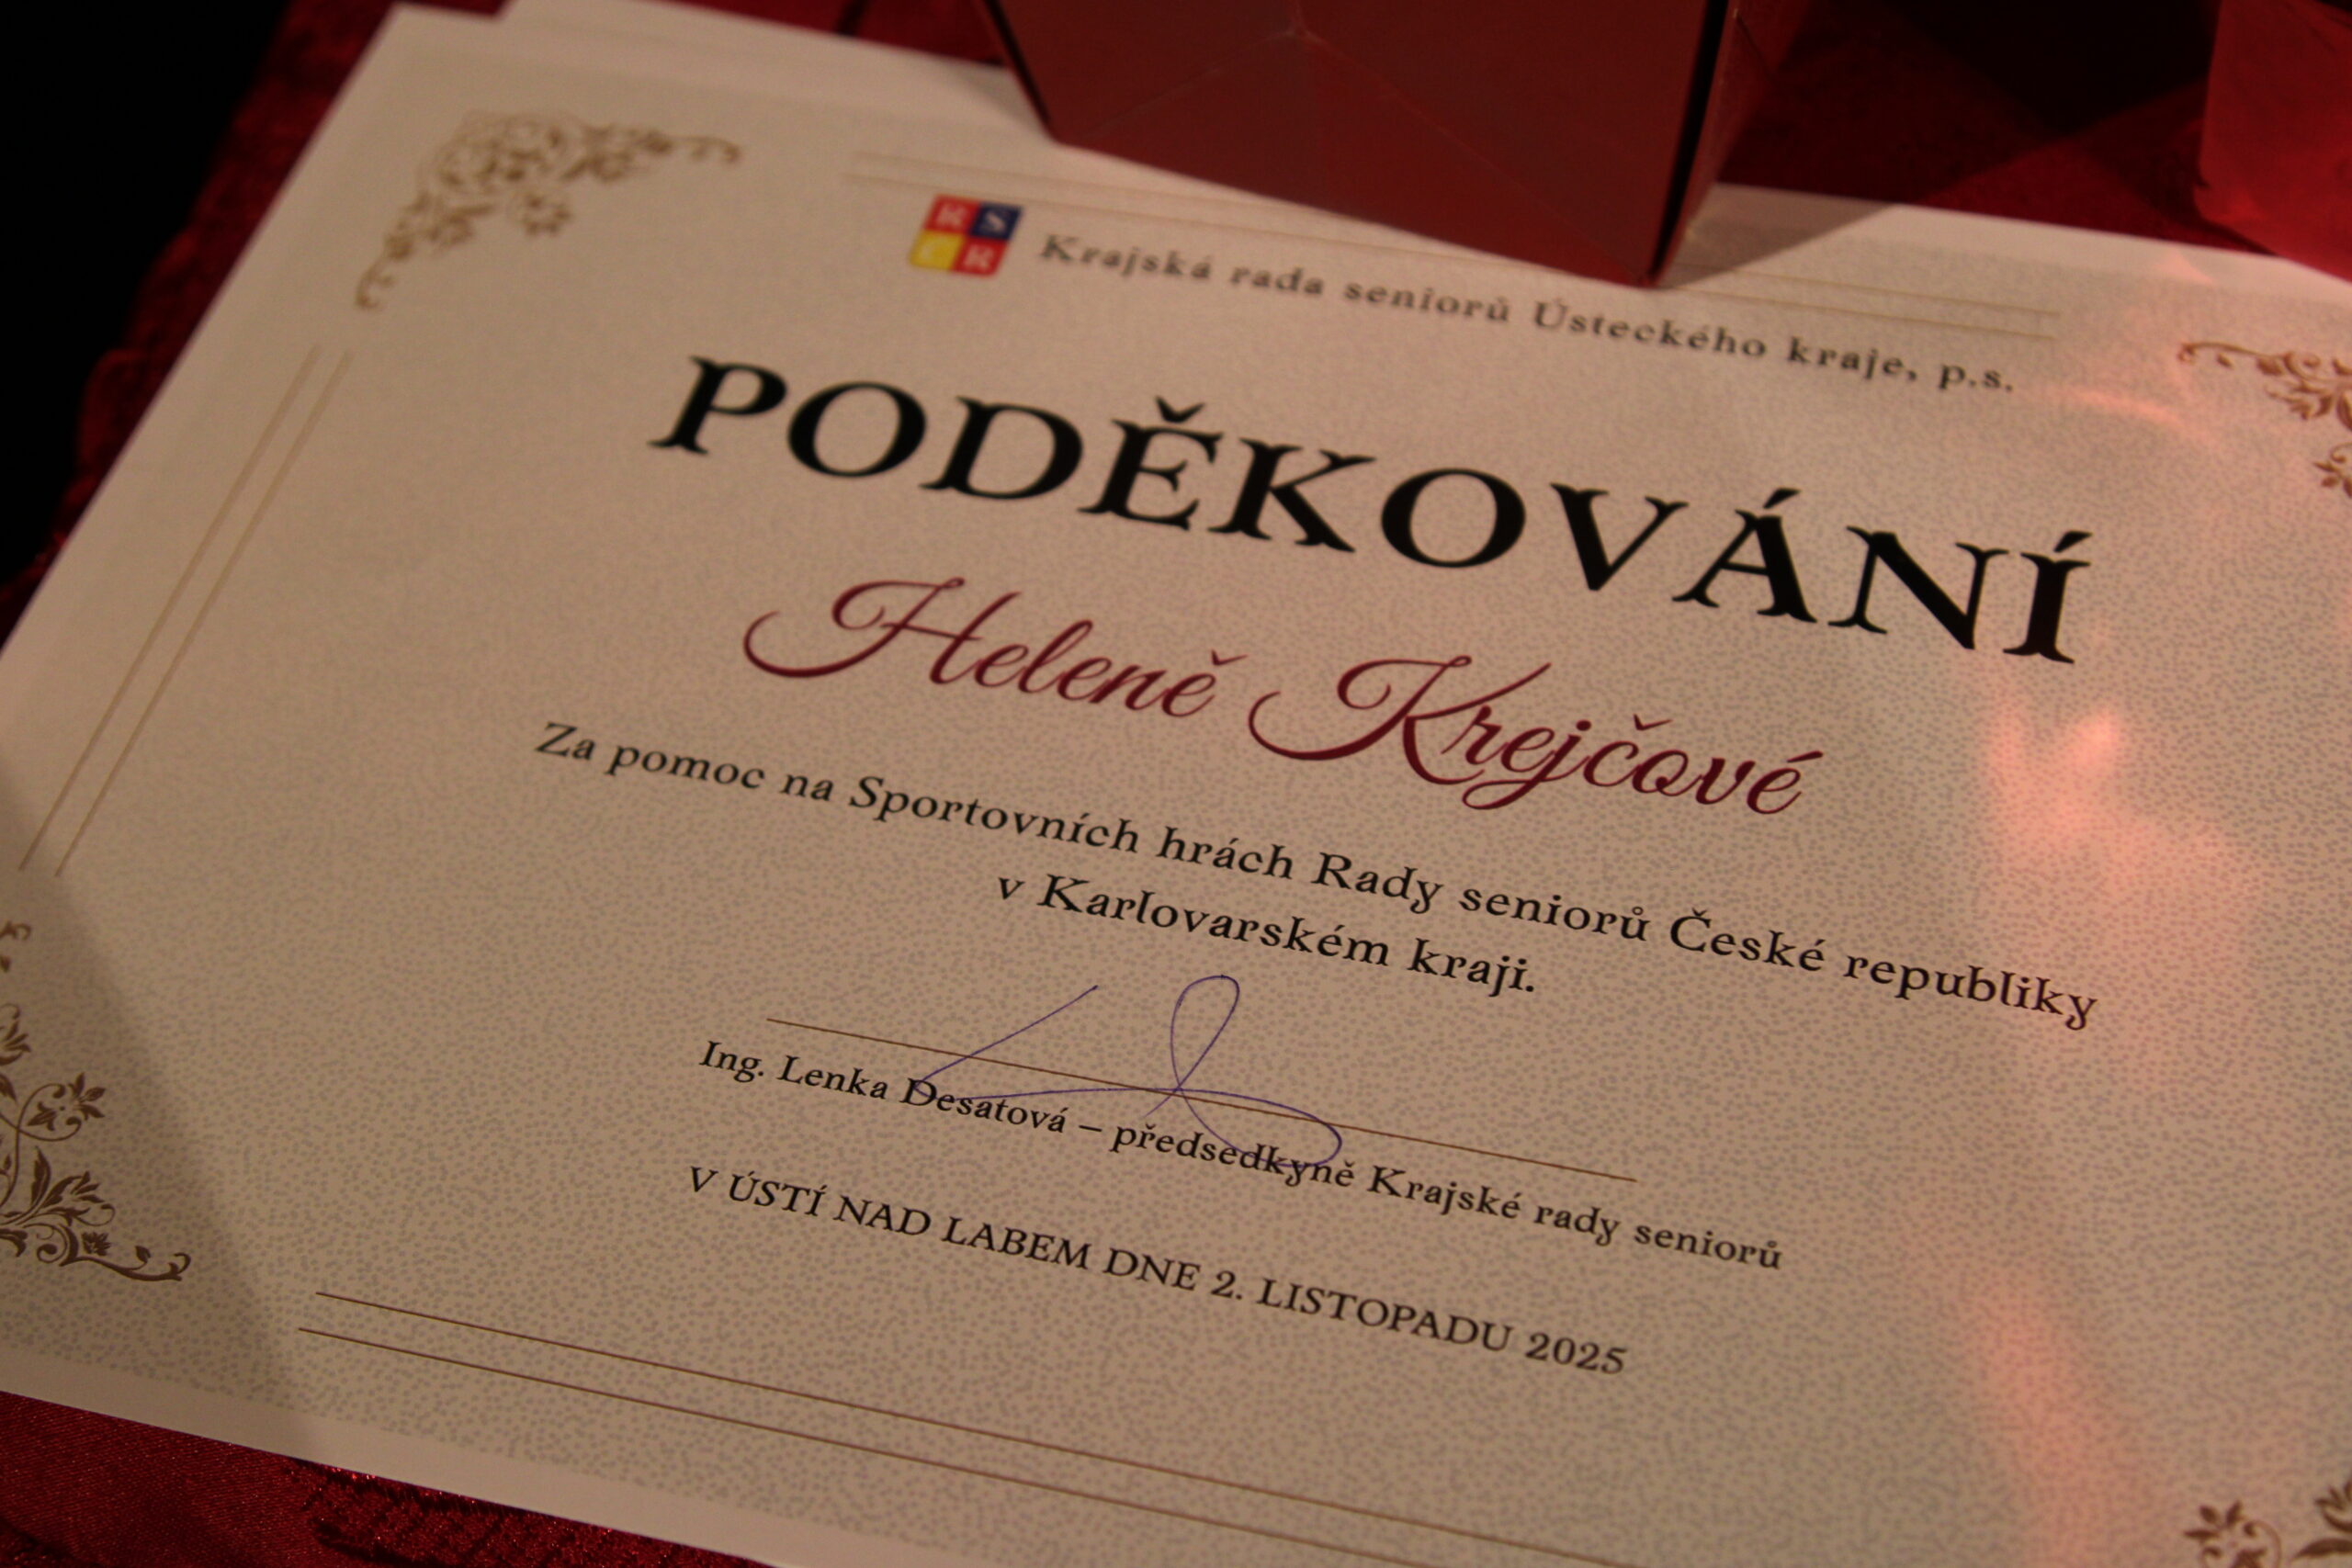 RS
ČR
Krajská rada seniorů Ústeckého kraje, p.s.
PODĚKOVÁNÍ
Heleně Krejčové
Za pomoc na Sportovních hrách Rady seniorů České republiky
v Karlovarském kraji.
Ing. Lenka Desatová – předsedkyně Krajské rady seniorů
V ÚSTÍ NAD LABEM DNE 2. LISTOPADU 2025